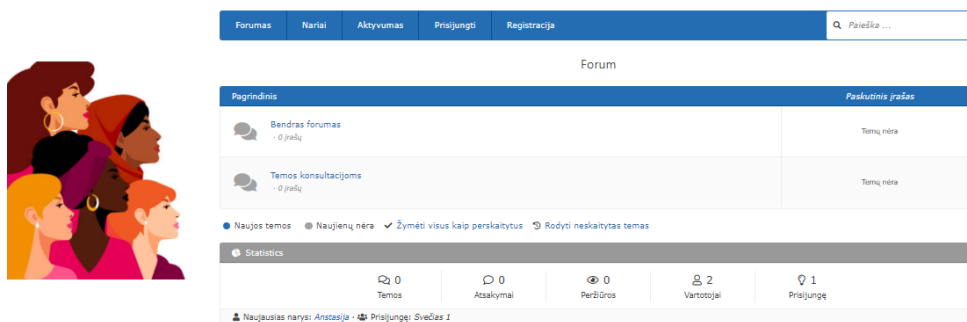 Forumas Nariai Aktyvumas Prisijungti Registracija Paieška ...
Forum
Pagrindinis Paskutinis įrašas
Bendras forumas
· 0 įrašų
Temų nėra
Temos konsultacijoms
· 0 įrašų
Temų nėra
Naujos temos Naujienų nėra Žymėti visus kaip perskaitytus Rodyti neskaitytas temas
Statistics
0 0 0 2 1
Temos Atsakymai Peržiūros Vartotojai Prisijungę
Naujausias narys: Anstasija · Prisijungę: Svečias 1